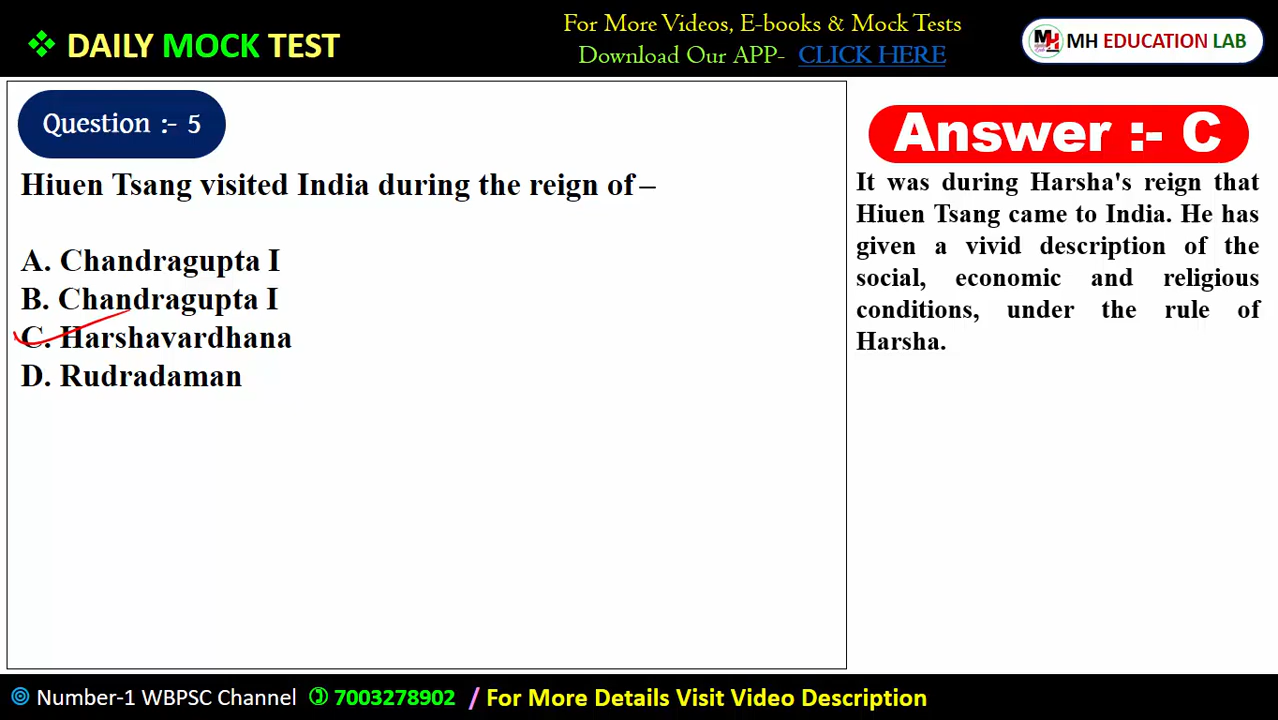 ❖ DAILY MOCK TEST
For More Videos, E-books & Mock Tests
Download Our APP- CLICK HERE
MH EDUCATION LAB
Question :- 5
Hiuen Tsang visited India during the reign of –
A. Chandragupta I
B. Chandragupta I
C. Harshavardhana
D. Rudradaman
Answer :- C
It was during Harsha's reign that
Hiuen Tsang came to India. He has
given a vivid description of the
social, economic and religious
conditions, under the rule of
Harsha.
Number-1 WBPSC Channel 7003278902 / For More Details Visit Video Description